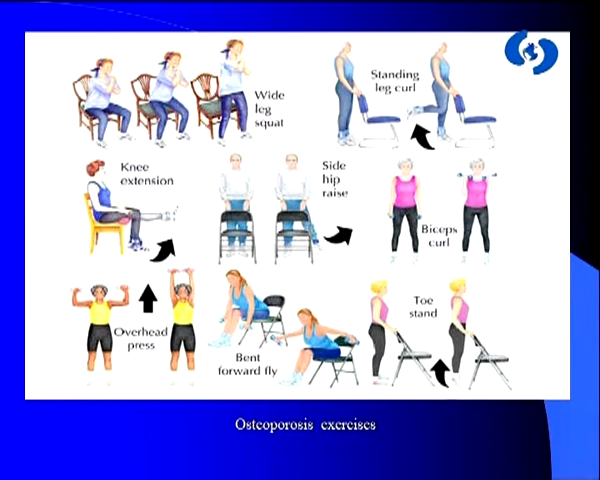 Wide
leg
squat
Standing
leg curl
Knee
extension
Side
hip
raise
Biceps
curl
Overhead
press
Bent
forward fly
Toe
stand
Osteoporosis exercises